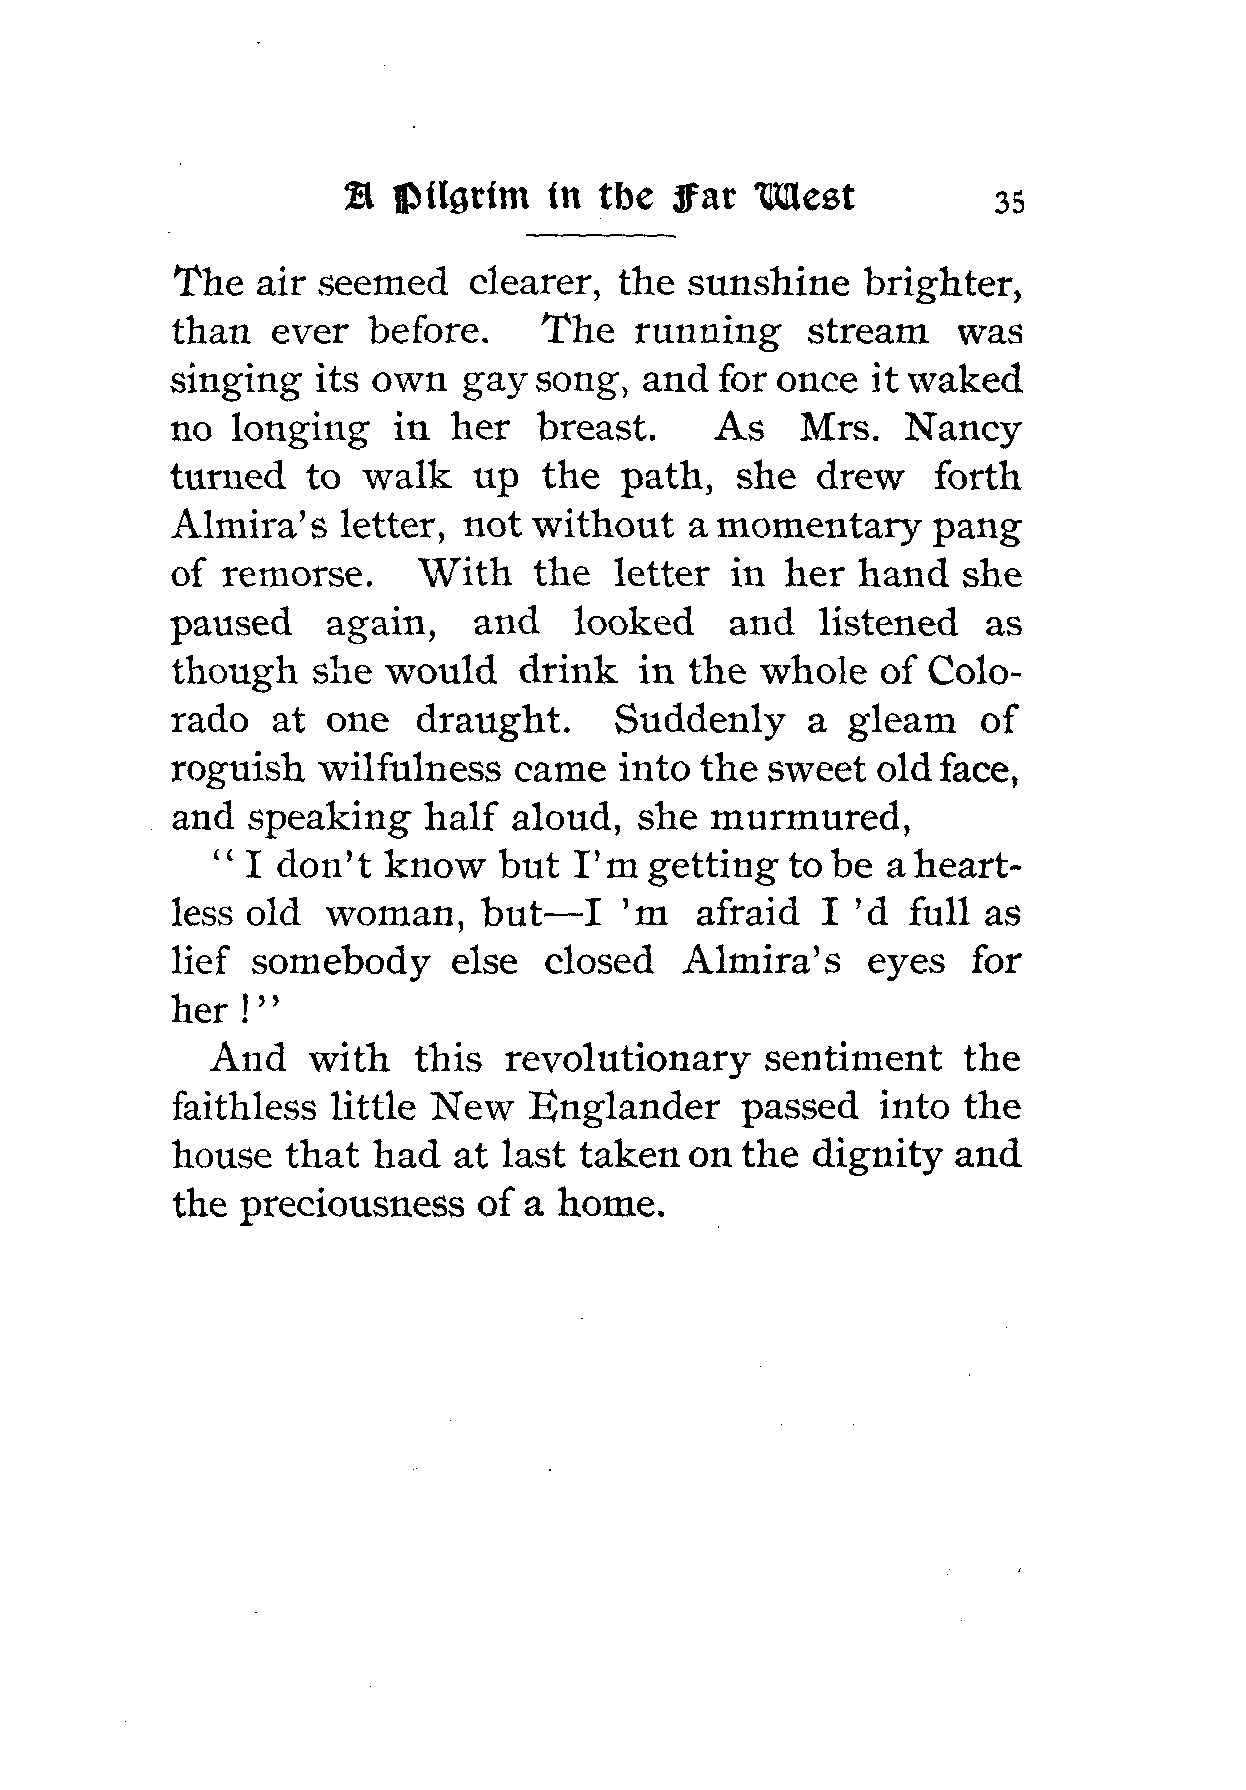 A Pilgrim in the Far West 35
The air seemed clearer, the sunshine brighter,
than ever before. The running stream was
singing its own gay song, and for once it waked
no longing in her breast. As Mrs. Nancy
turned to walk up the path, she drew forth
Almira's letter, not without a momentary pang
of remorse. With the letter in her hand she
paused again, and looked and listened as
though she would drink in the whole of Colo-
rado at one draught. Suddenly a gleam of
roguish wilfulness came into the sweet old face,
and speaking half aloud, she murmured,
"I don't know but I'm getting to be a heart-
less old woman, but—I 'm afraid I 'd full as
lief somebody else closed Almira's eyes for
her!"
And with this revolutionary sentiment the
faithless little New Englander passed into the
house that had at last taken on the dignity and
the preciousness of a home.